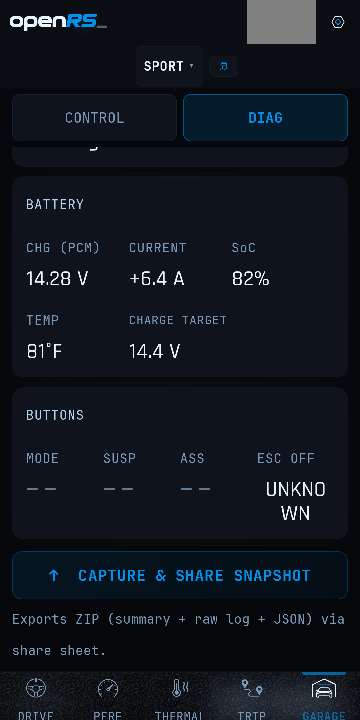 openRS_
SPORT ▾
CONTROL DIAG
BATTERY
CHG (PCM) CURRENT SoC
14.28 V +6.4 A 82%
TEMP CHARGE TARGET
81°F 14.4 V
BUTTONS
MODE SUSP ASS ESC OFF
— — — — — — UNKNO
WN
↑ CAPTURE & SHARE SNAPSHOT
Exports ZIP (summary + raw log + JSON) via
share sheet.
DRIVE PERF THERMAL TRIP GARAGE